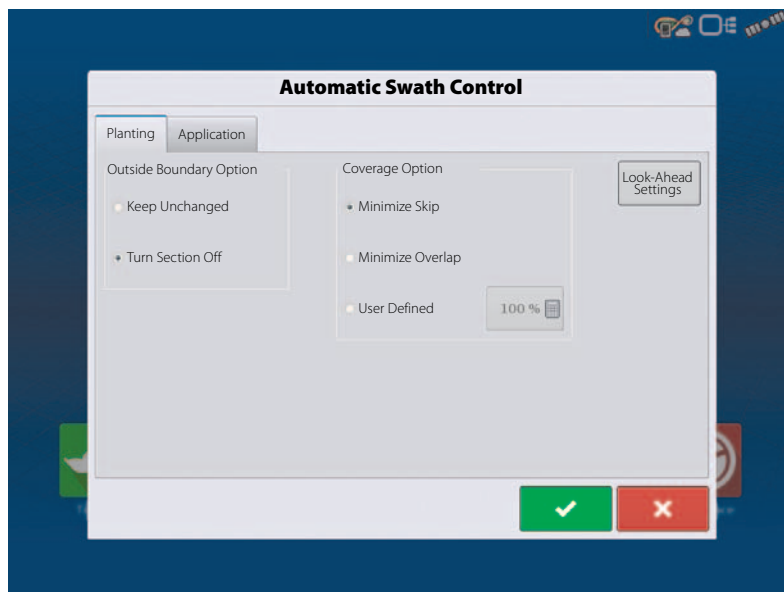 Automatic Swath Control
Planting
Application
Outside Boundary Option
Keep Unchanged
Turn Section Off
Coverage Option
Minimize Skip
Minimize Overlap
User Defined
100 %
Look-Ahead
Settings